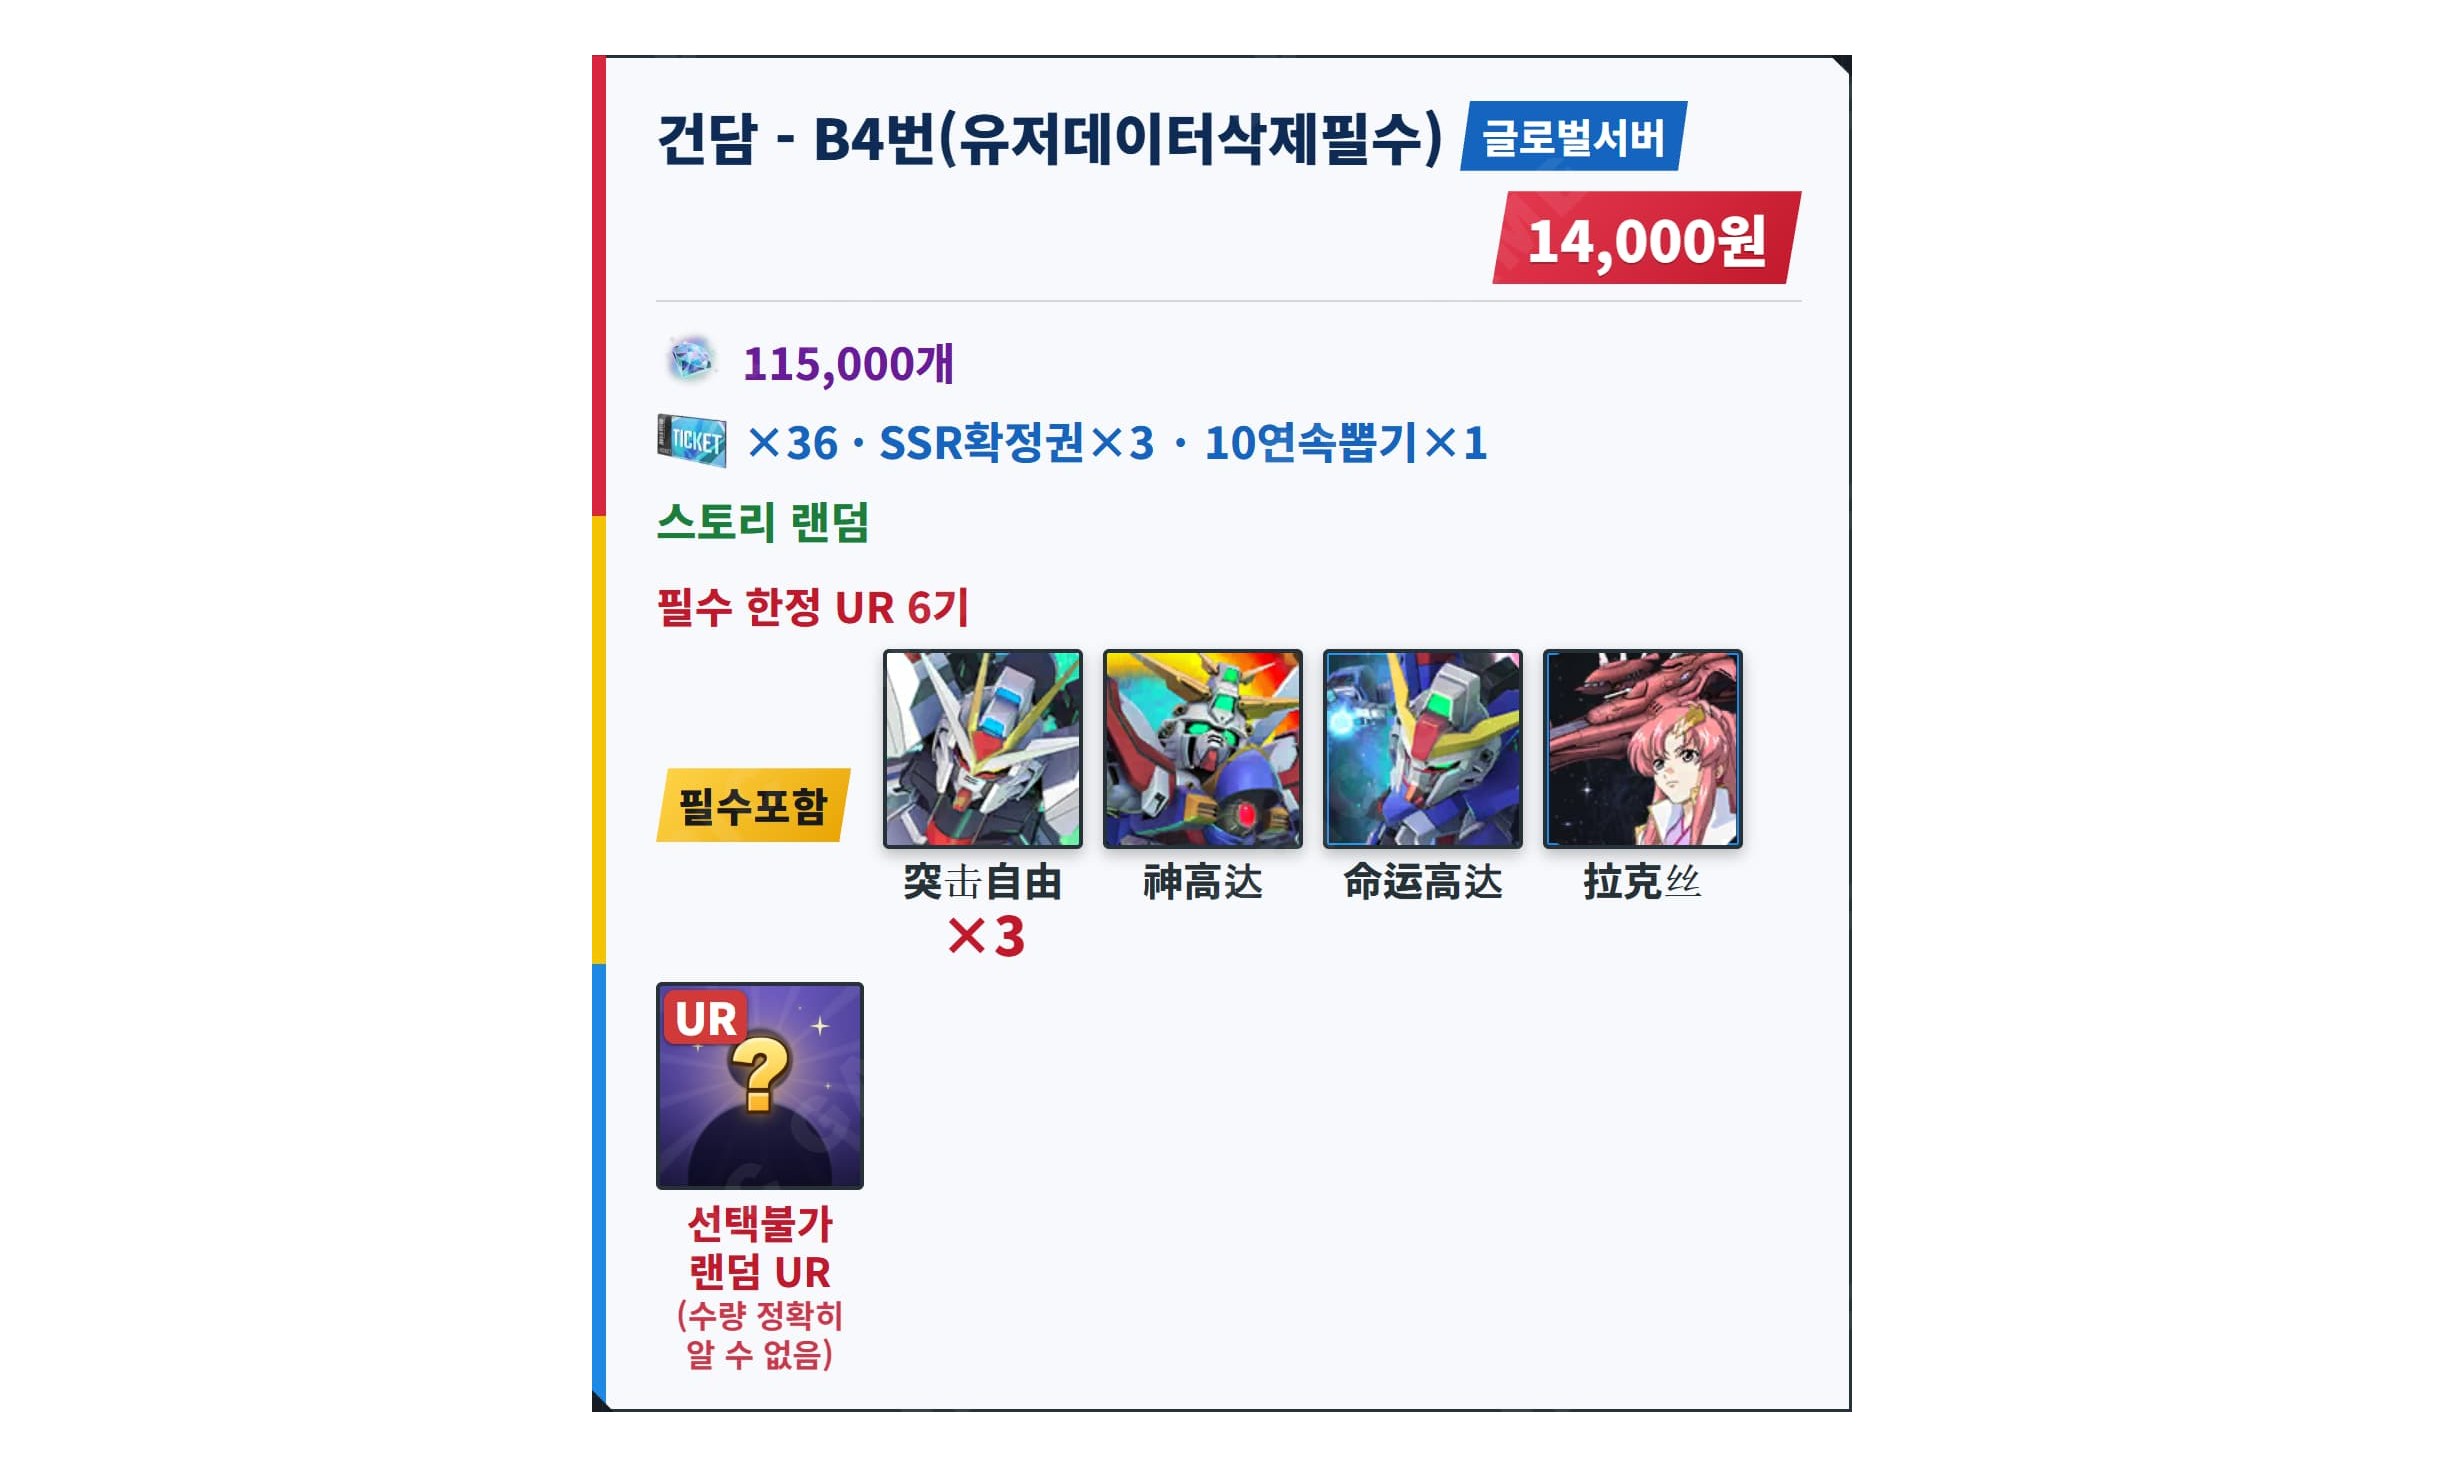 건담 - B4번(유저데이터삭제필수) 글로벌서버
14,000원
115,000개
TICKET ×36 · SSR확정권×3 · 10연속뽑기×1
스토리 랜덤
필수 한정 UR 6기
필수포함
突击自由 神高达 命运高达 拉克丝
×3
UR
?
선택불가
랜덤 UR
(수량 정확히
알 수 없음)